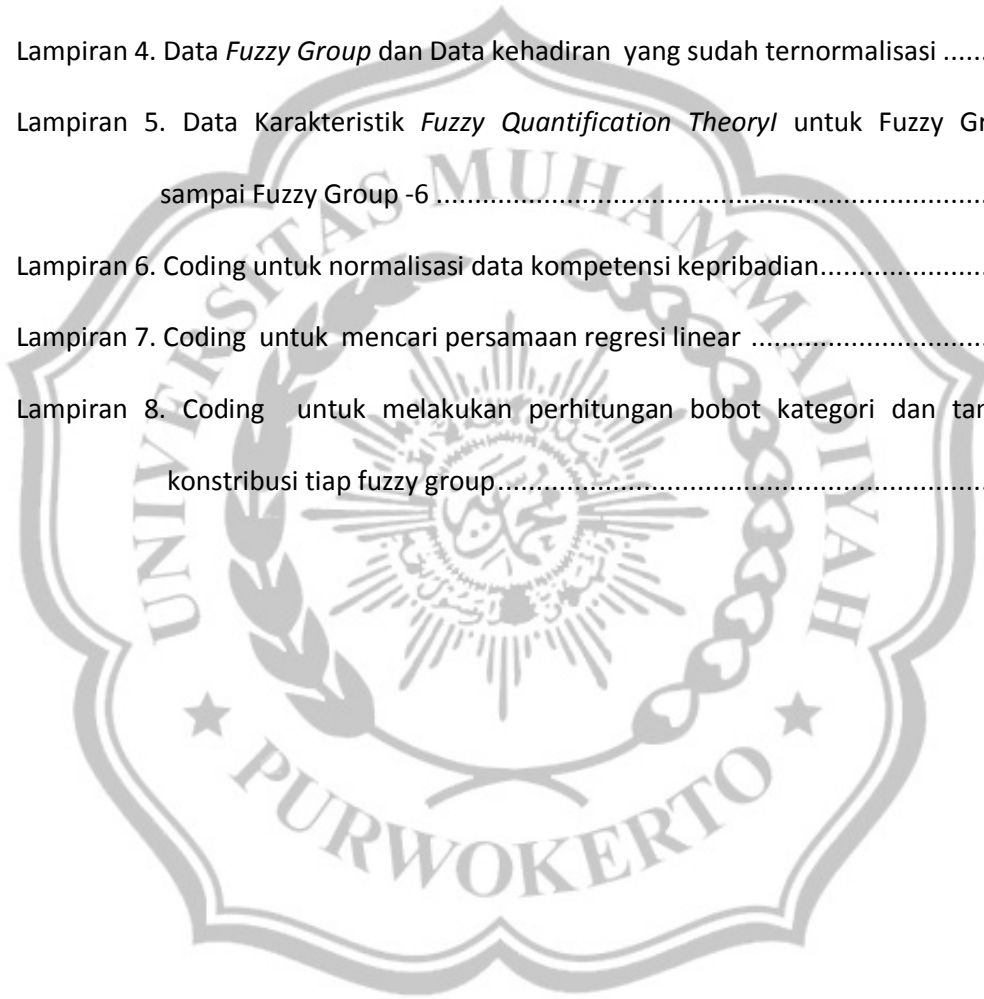 Lampiran 4. Data Fuzzy Group dan Data kehadiran yang sudah ternormalisasi ......
Lampiran 5. Data Karakteristik Fuzzy Quantification TheoryI untuk Fuzzy
sampai Fuzzy Group -6 ........................................................................
Lampiran 6. Coding untuk normalisasi data kompetensi kepribadian......................
Lampiran 7. Coding untuk mencari persamaan regresi linear ...............................
Lampiran 8. Coding untuk melakukan perhitungan bobot kategori dan
konstribusi tiap fuzzy group................................................................
UNIVERSITAS MUHAMMADIYAH
PURWOKERTO